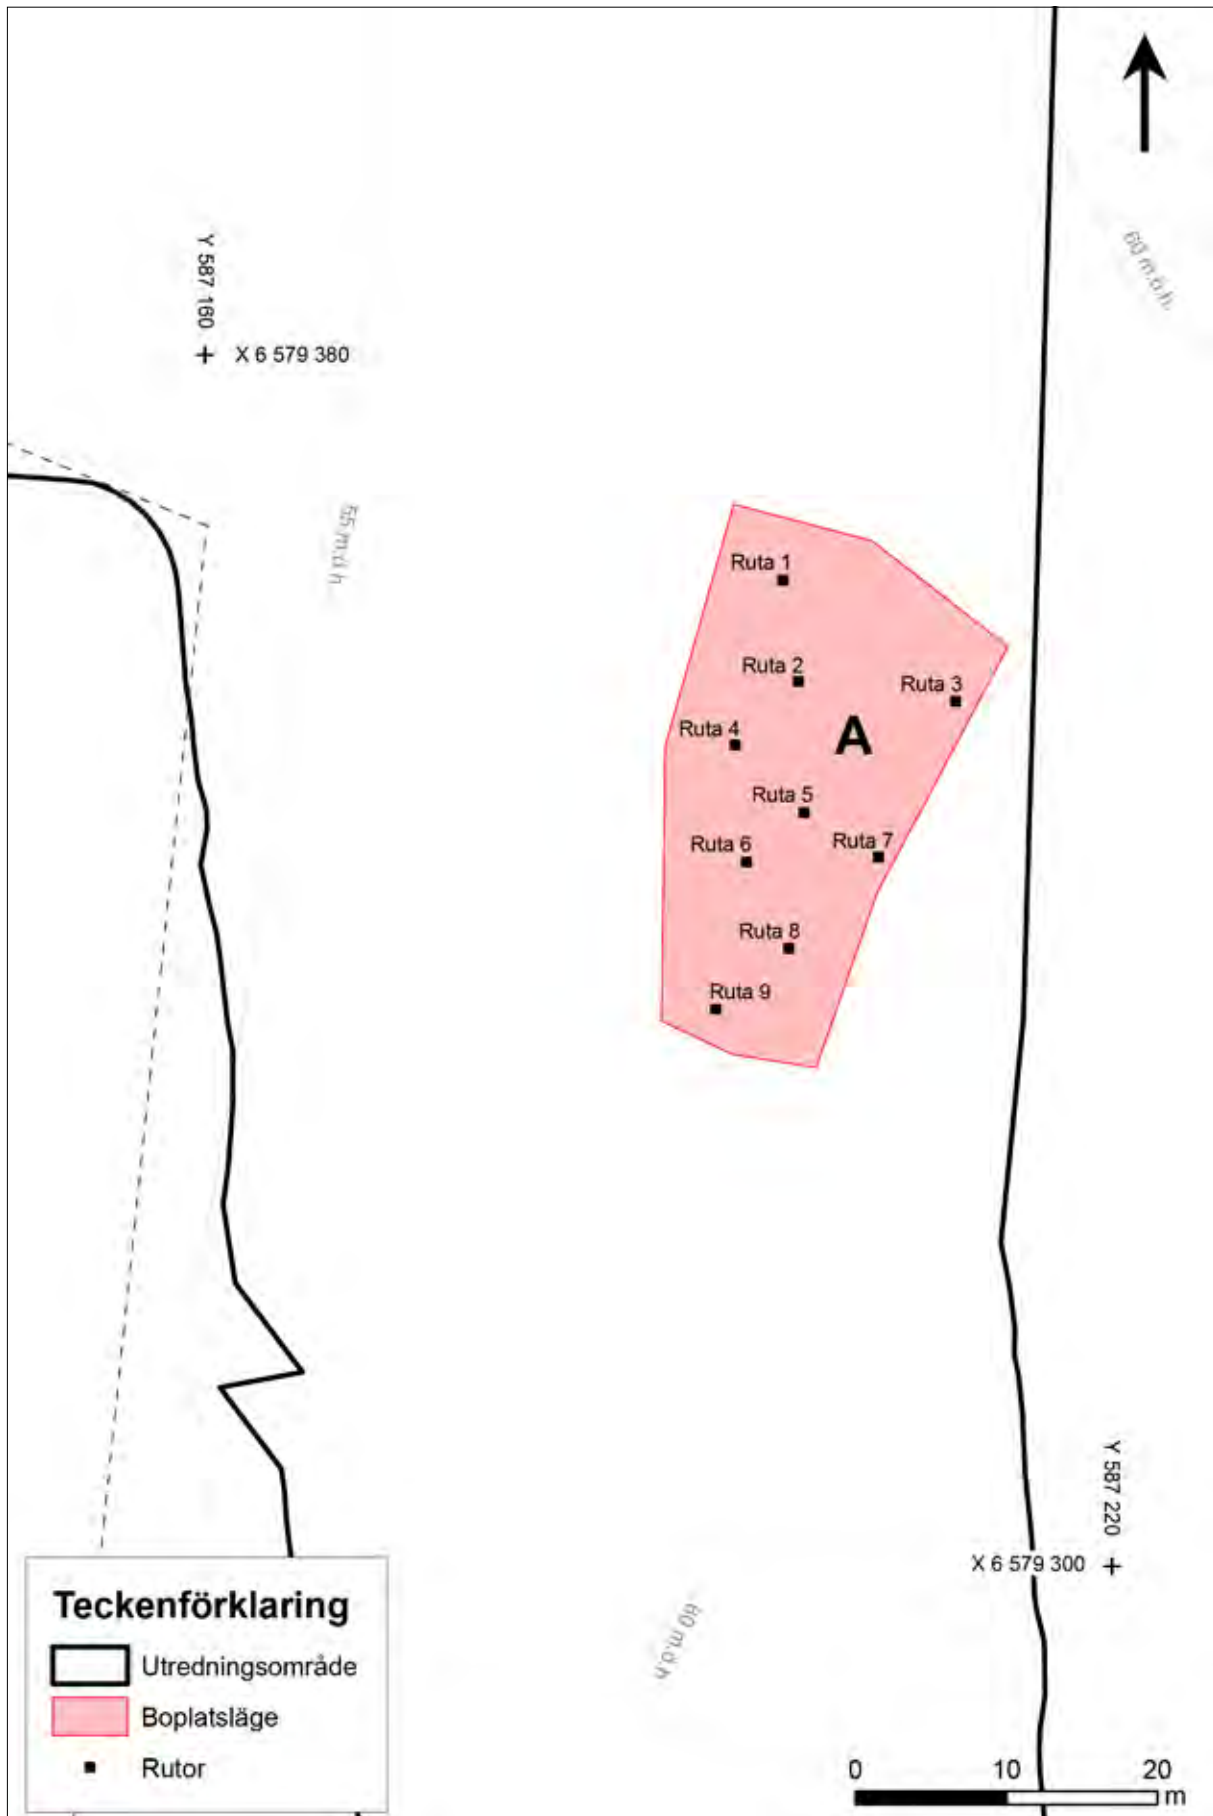 60 m.ö.h.
Y 587 160
X 6 579 380
55 m.ö.h.
Ruta 1
Ruta 2
Ruta 3
Ruta 4
A
Ruta 5
Ruta 6
Ruta 7
Ruta 8
Ruta 9
Y 587 220
X 6 579 300
60 m.ö.h.
Teckenförklaring
Utredningsområde
Boplatsläge
Rutor
0 10 20
m